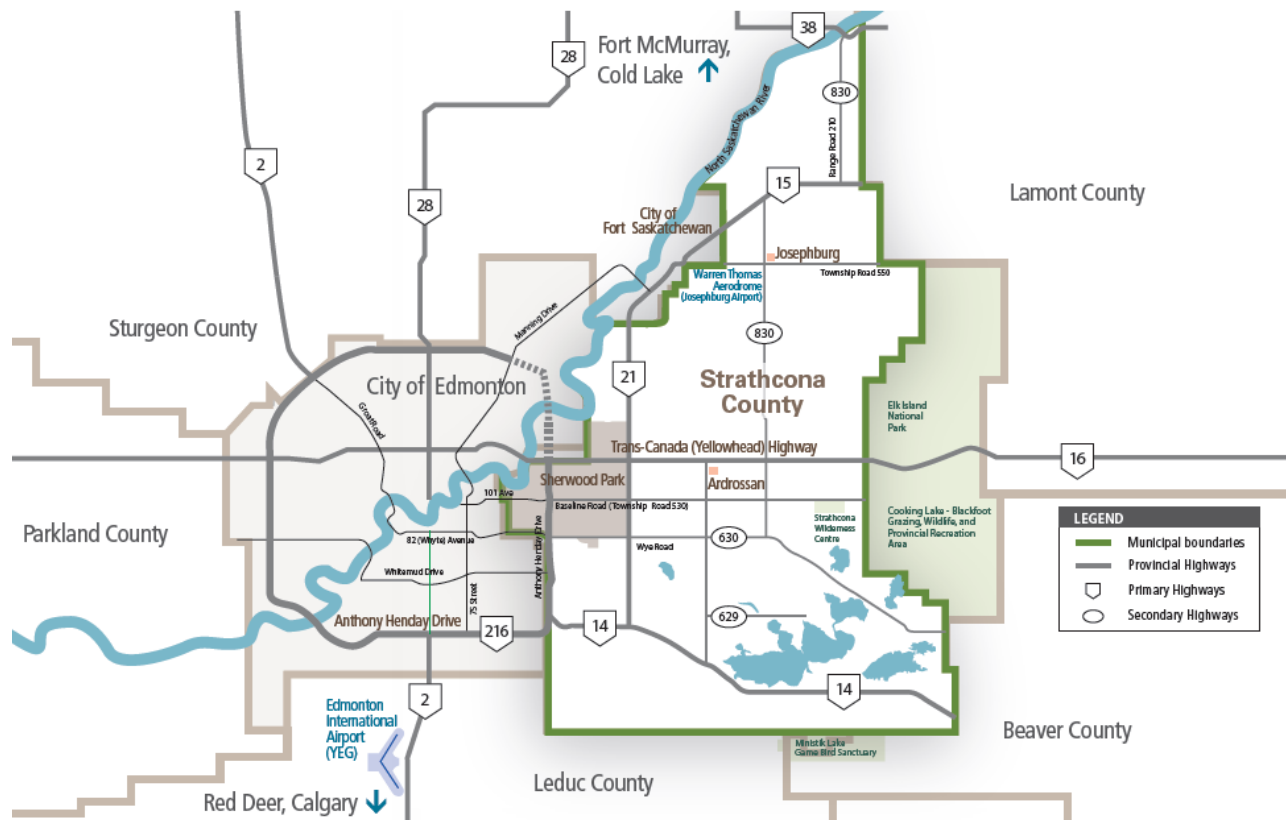 38
Fort McMurray,
Cold Lake
28
830
North Saskatchewan River
Range Road 210
2
15
28
Lamont County
City of
Fort Saskatchewan
Josephburg
Township Road 550
Warren Thomas
Aerodrome
(Josephburg Airport)
Manning Drive
Sturgeon County
830
City of Edmonton
21
Strathcona
County
Groat Road
Elk Island
National
Park
Trans-Canada (Yellowhead) Highway
16
Sherwood Park
Ardrossan
101 Ave
Baseline Road (Township Road 530)
Parkland County
Strathcona
Wilderness
Centre
Cooking Lake - Blackfoot
Grazing, Wildlife, and
Provincial Recreation
Area
82 (Whyte) Avenue
Anthony Henday Drive
Wye Road
630
Whitemud Drive
75 Street
629
Anthony Henday Drive
216
14
14
2
Edmonton
International
Airport
(YEG)
Beaver County
Ministik Lake
Game Bird Sanctuary
Leduc County
Red Deer, Calgary
LEGEND
Municipal boundaries
Provincial Highways
Primary Highways
Secondary Highways